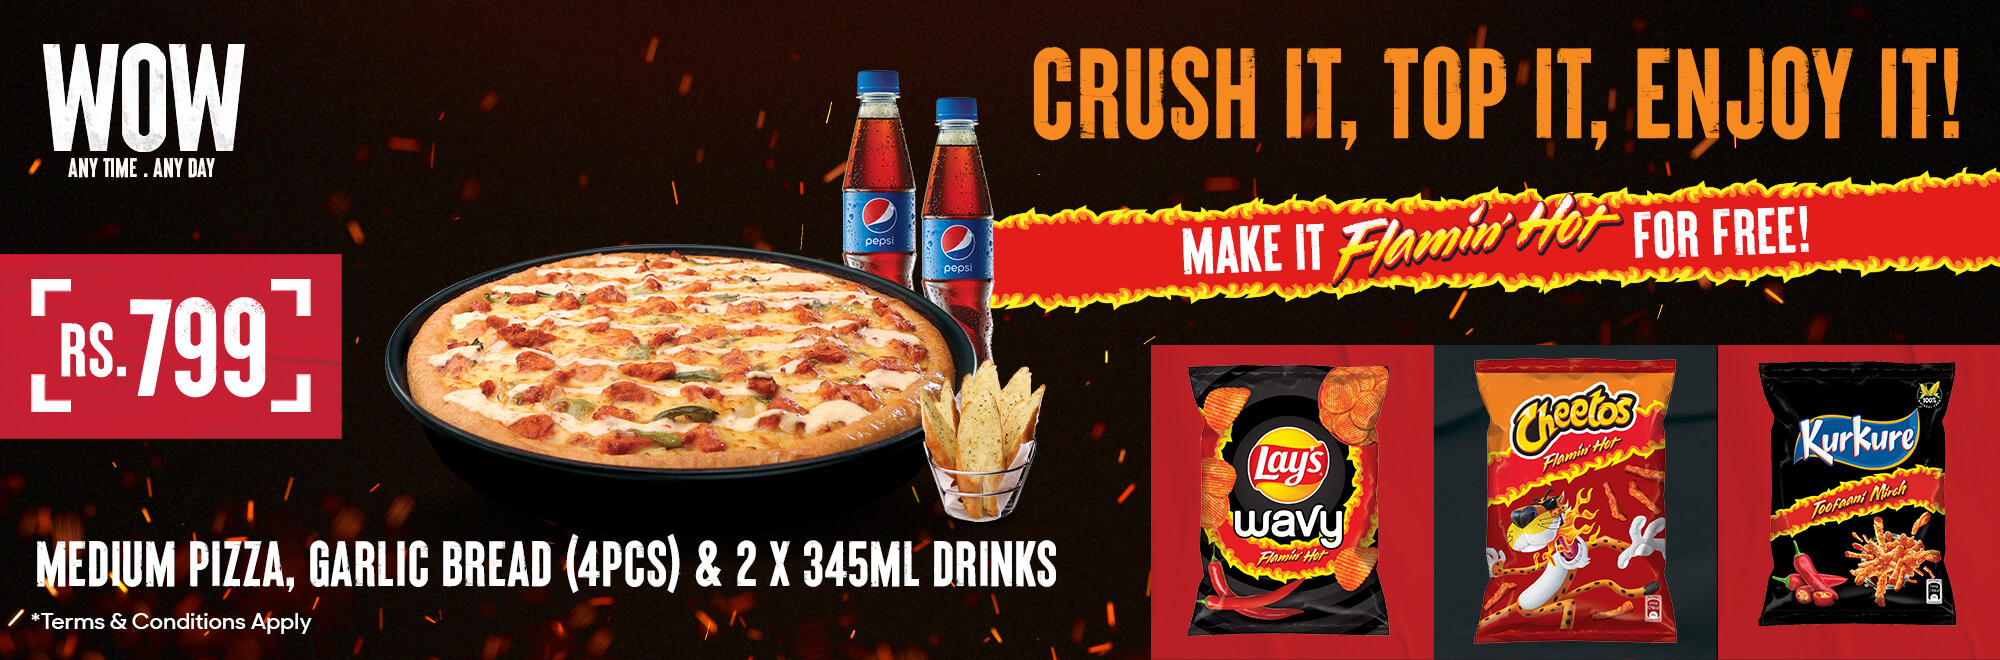 WOW
ANY TIME . ANY DAY
RS.799
MEDIUM PIZZA, GARLIC BREAD (4PCS) & 2 X 345ML DRINKS
*Terms & Conditions Apply
pepsi
pepsi
CRUSH IT, TOP IT, ENJOY IT!
MAKE IT Flamin' Hot FOR FREE!
Lay's
wavy
Flamin' Hot
Cheetos
Flamin' Hot
100%
Kurkure
Toofaani Mirch